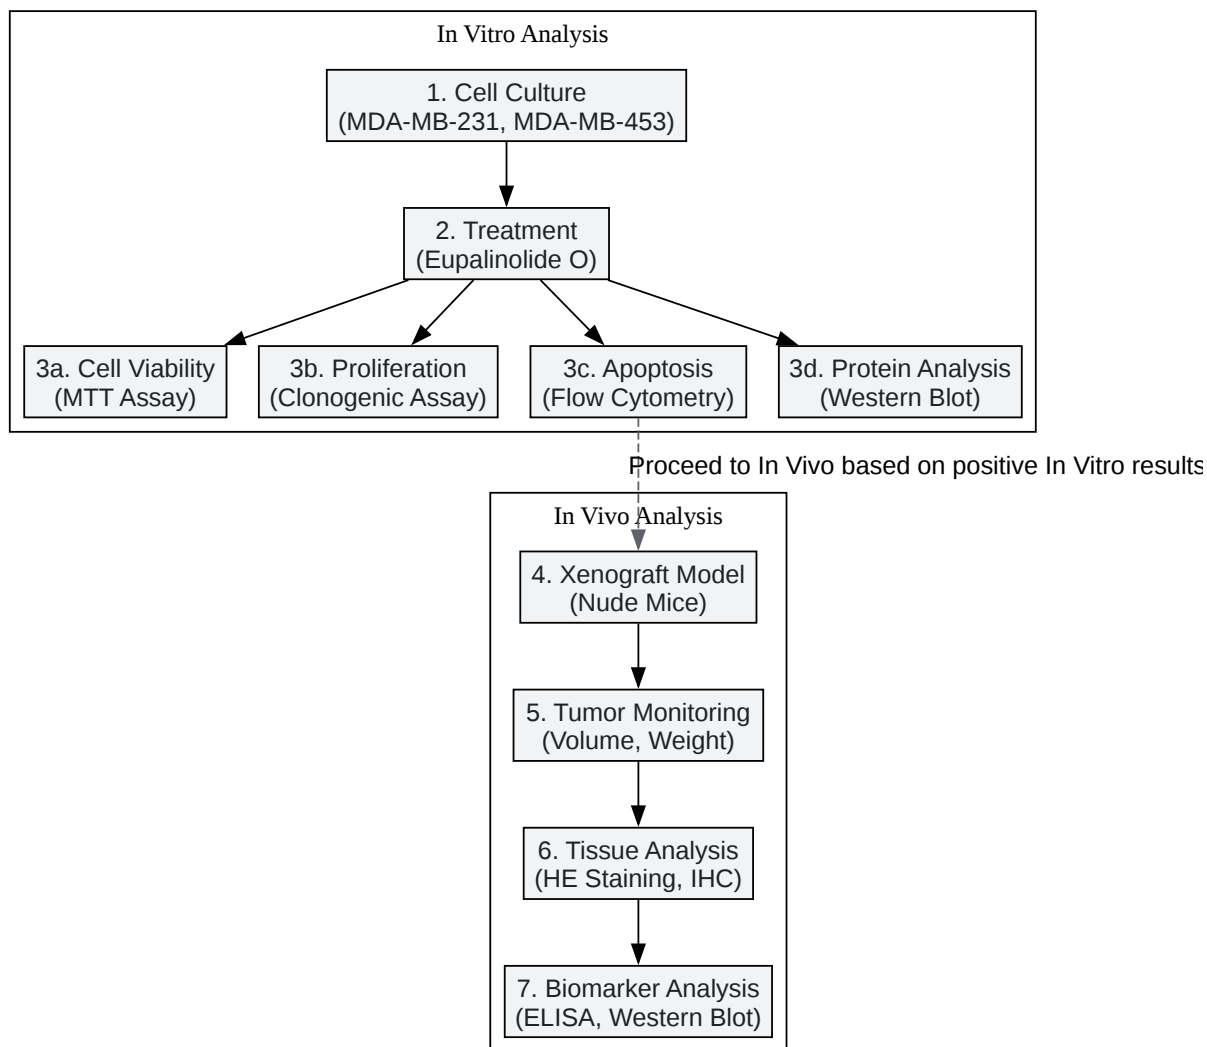 In Vitro Analysis
1. Cell Culture
(MDA-MB-231, MDA-MB-453)
2. Treatment
(Eupalinolide O)
3a. Cell Viability
(MTT Assay)
3b. Proliferation
(Clonogenic Assay)
3c. Apoptosis
(Flow Cytometry)
3d. Protein Analysis
(Western Blot)
Proceed to In Vivo based on positive In Vitro results
In Vivo Analysis
4. Xenograft Model
(Nude Mice)
5. Tumor Monitoring
(Volume, Weight)
6. Tissue Analysis
(HE Staining, IHC)
7. Biomarker Analysis
(ELISA, Western Blot)